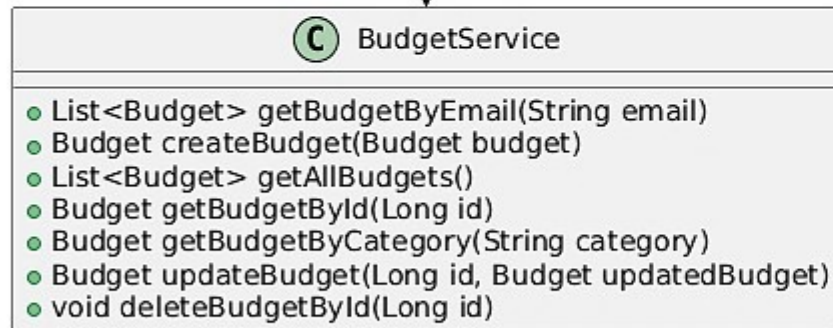 C BudgetService
List<Budget> getBudgetByEmail(String email)
Budget createBudget(Budget budget)
List<Budget> getAllBudgets()
Budget getBudgetById(Long id)
Budget getBudgetByCategory(String category)
Budget updateBudget(Long id, Budget updatedBudget)
void deleteBudgetById(Long id)